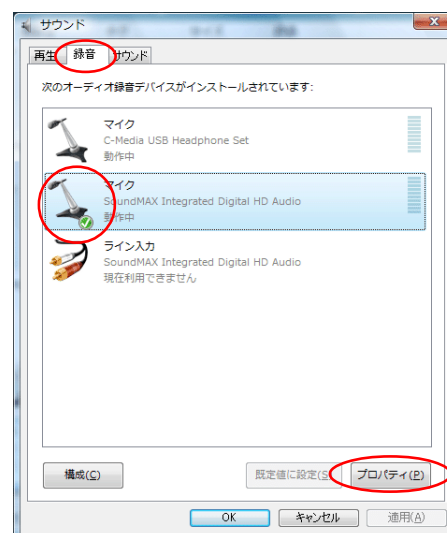 サウンド
再生 録音 サウンド
次のオーディオ録音デバイスがインストールされています:
マイク
C-Media USB Headphone Set
動作中
マイク
SoundMAX Integrated Digital HD Audio
動作中
ライン入力
SoundMAX Integrated Digital HD Audio
現在利用できません
構成(C) 既定値に設定(S プロパティ(P)
OK キャンセル 適用(A)